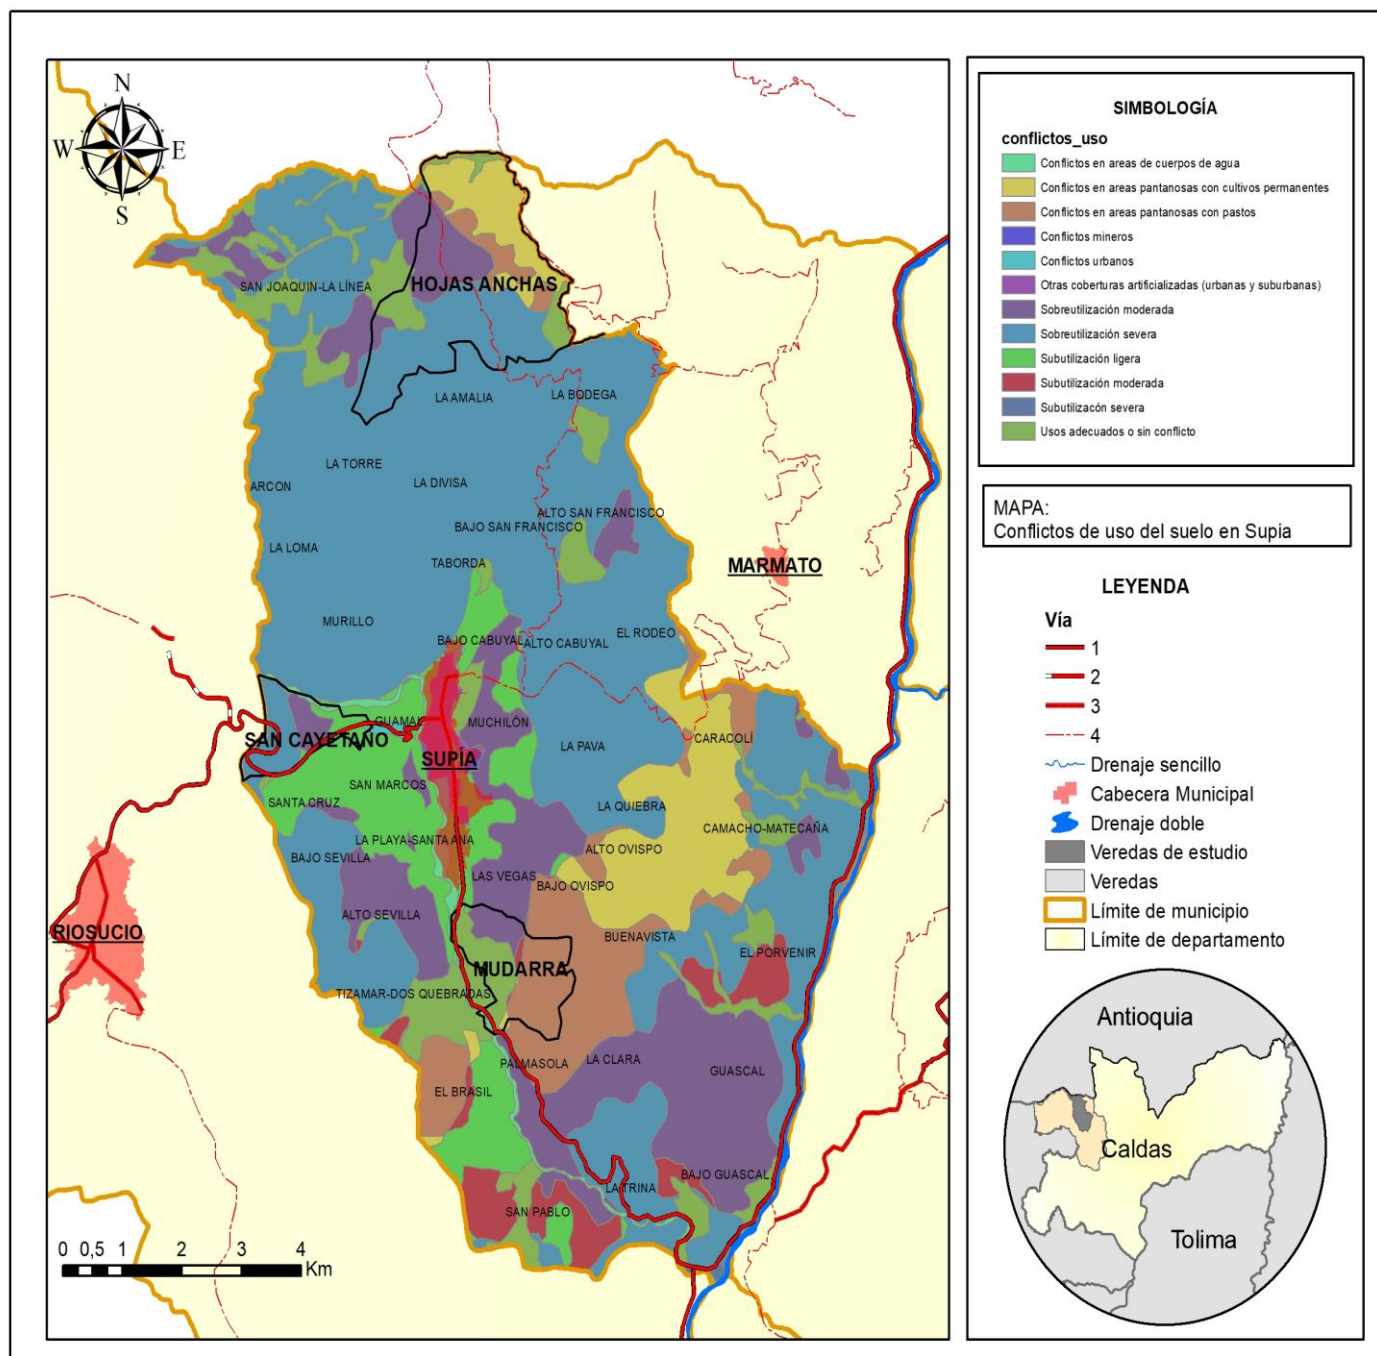 N
W E
S
SAN JOAQUIN-LA LÍNEA
HOJAS ANCHAS
LA AMALIA
LA BODEGA
LA TORRE
LA DIVISA
ARCON
ALTO SAN FRANCISCO
BAJO SAN FRANCISCO
LA LOMA
TABORDA
MARMATO
MURILLO
BAJO CABUYAL
ALTO CABUYAL
EL RODEO
GUAMAL
MUCHILÓN
SAN CAYETANO
SUPÍA
LA PAVA
CARACOLÍ
SAN MARCOS
SANTA CRUZ
LA QUIEBRA
CAMACHO-MATECAÑA
LA PLAYA-SANTA ANA
BAJO SEVILLA
ALTO OVISPO
LAS VEGAS
BAJO OVISPO
ALTO SEVILLA
RIOSUCIO
BUENAVISTA
EL PORVENIR
MUDARRA
TIZAMAR-DOS QUEBRADAS
PALMASOLA
LA CLARA
GUASCAL
EL BRASIL
BAJO GUASCAL
LA TRINA
SAN PABLO
0 0,5 1 2 3 4
Km
SIMBOLOGÍA
conflictos_uso
Conflictos en areas de cuerpos de agua
Conflictos en areas pantanosas con cultivos permanentes
Conflictos en areas pantanosas con pastos
Conflictos mineros
Conflictos urbanos
Otras coberturas artificializadas (urbanas y suburbanas)
Sobreutilización moderada
Sobreutilización severa
Subutilización ligera
Subutilización moderada
Subutilizacón severa
Usos adecuados o sin conflicto
MAPA:
Conflictos de uso del suelo en Supia
LEYENDA
Vía
1
2
3
4
Drenaje sencillo
Cabecera Municipal
Drenaje doble
Veredas de estudio
Veredas
Límite de municipio
Límite de departamento
Antioquia
Caldas
Tolima